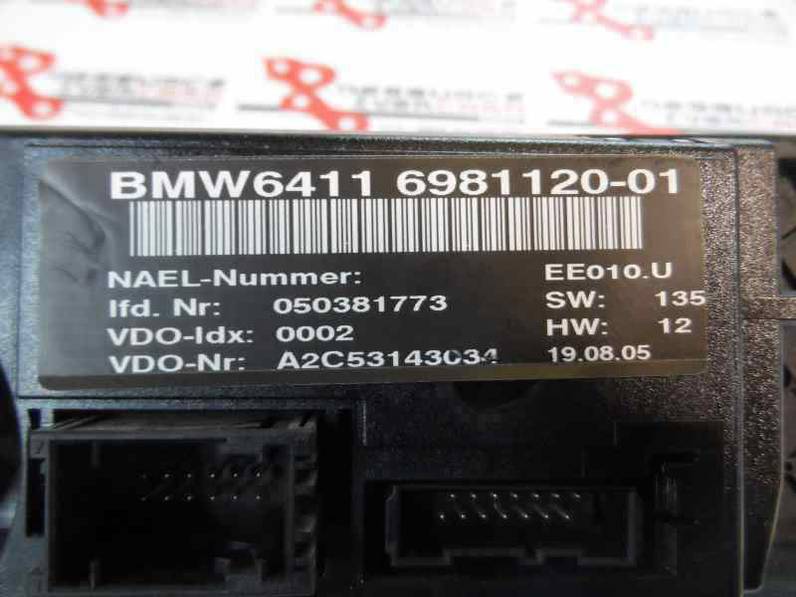 BMW6411 6981120-01
NAEL-Nummer: EE010.U
lfd. Nr: 050381773 SW: 135
VDO-Idx: 0002 HW: 12
VDO-Nr: A2C53143034 19.08.05